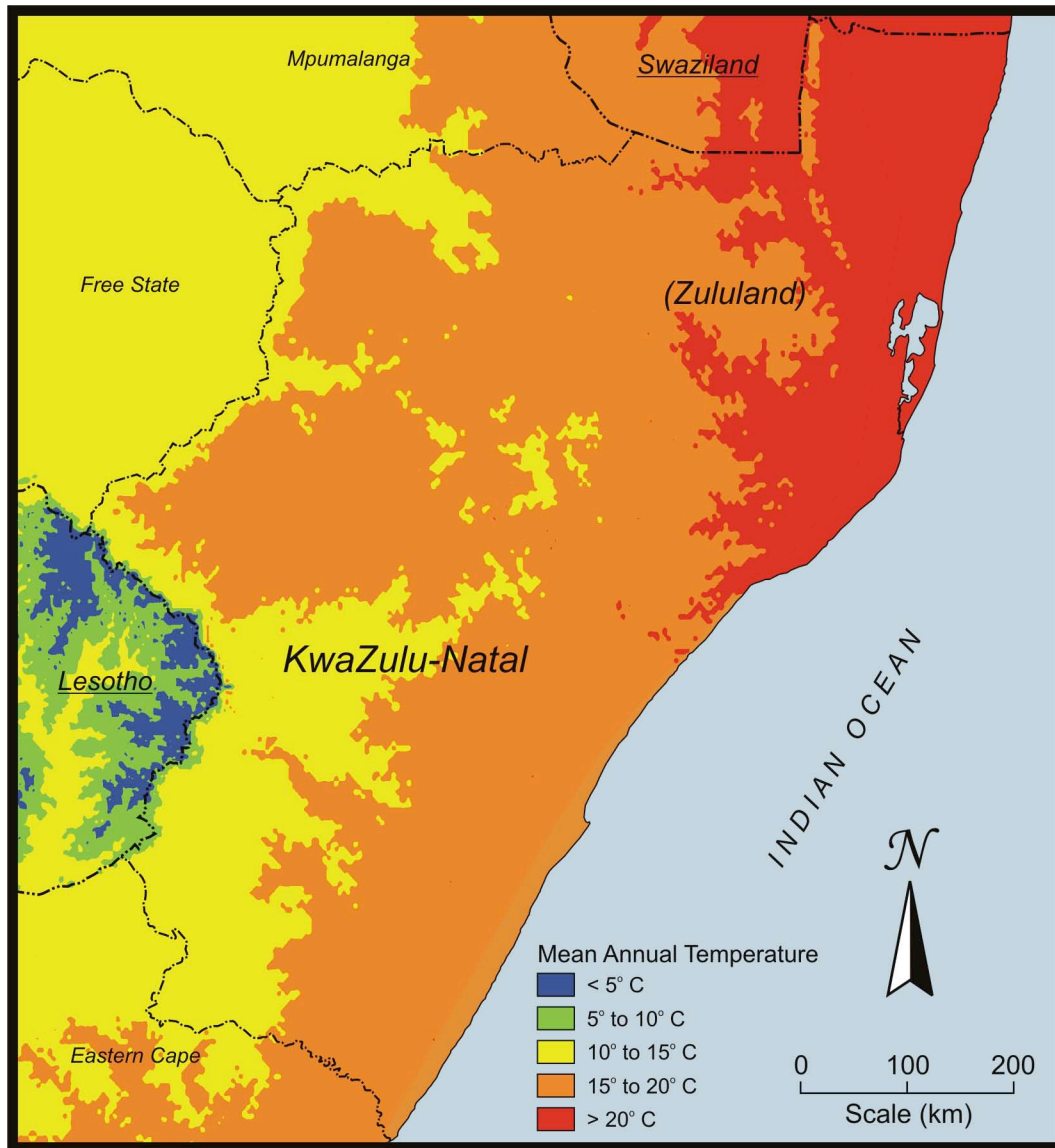 Mpumalanga
Swaziland
Free State
(Zululand)
KwaZulu-Natal
Lesotho
INDIAN OCEAN
N
Eastern Cape
Mean Annual Temperature
< 5° C
5° to 10° C
10° to 15° C
15° to 20° C
> 20° C
0 100 200
Scale (km)